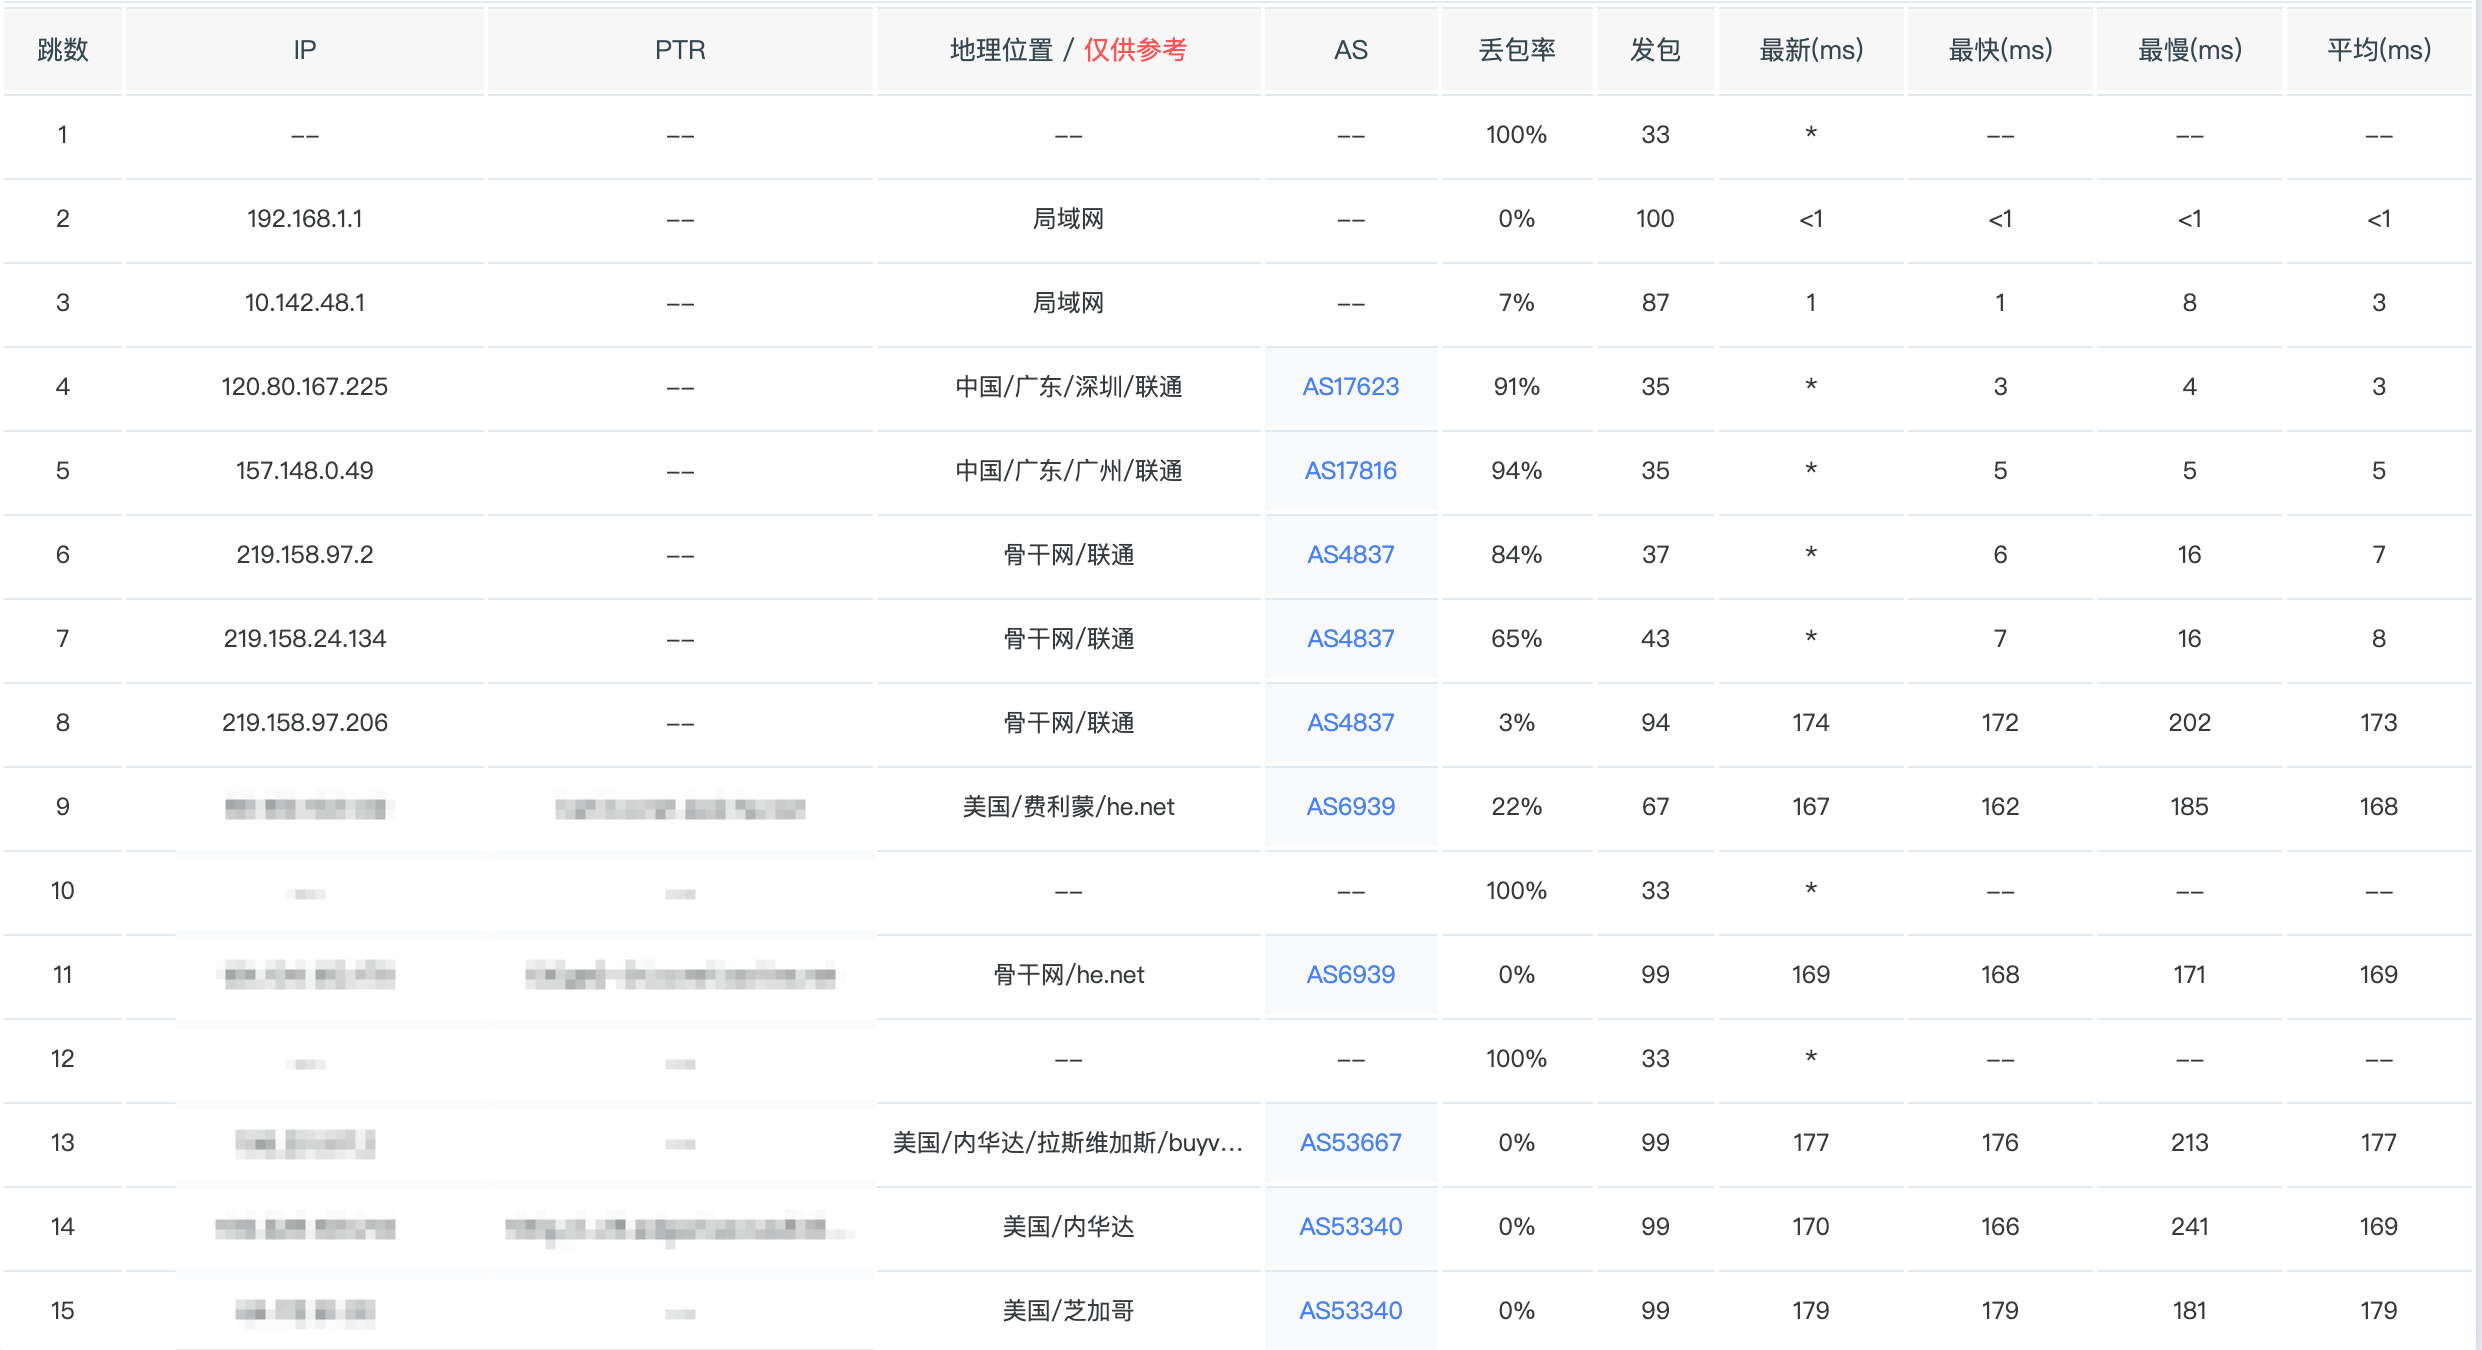 跳数 IP PTR 地理位置 / 仅供参考 AS 丢包率 发包 最新(ms) 最快(ms) 最慢(ms) 平均(ms)
1 -- -- -- -- 100% 33 * -- -- --
2 192.168.1.1 -- 局域网 -- 0% 100 <1 <1 <1 <1
3 10.142.48.1 -- 局域网 -- 7% 87 1 1 8 3
4 120.80.167.225 -- 中国/广东/深圳/联通 AS17623 91% 35 * 3 4 3
5 157.148.0.49 -- 中国/广东/广州/联通 AS17816 94% 35 * 5 5 5
6 219.158.97.2 -- 骨干网/联通 AS4837 84% 37 * 6 16 7
7 219.158.24.134 -- 骨干网/联通 AS4837 65% 43 * 7 16 8
8 219.158.97.206 -- 骨干网/联通 AS4837 3% 94 174 172 202 173
9 美国/费利蒙/he.net AS6939 22% 67 167 162 185 168
10 -- -- 100% 33 * -- -- --
11 骨干网/he.net AS6939 0% 99 169 168 171 169
12 -- -- 100% 33 * -- -- --
13 美国/内华达/拉斯维加斯/buyv... AS53667 0% 99 177 176 213 177
14 美国/内华达 AS53340 0% 99 170 166 241 169
15 美国/芝加哥 AS53340 0% 99 179 179 181 179